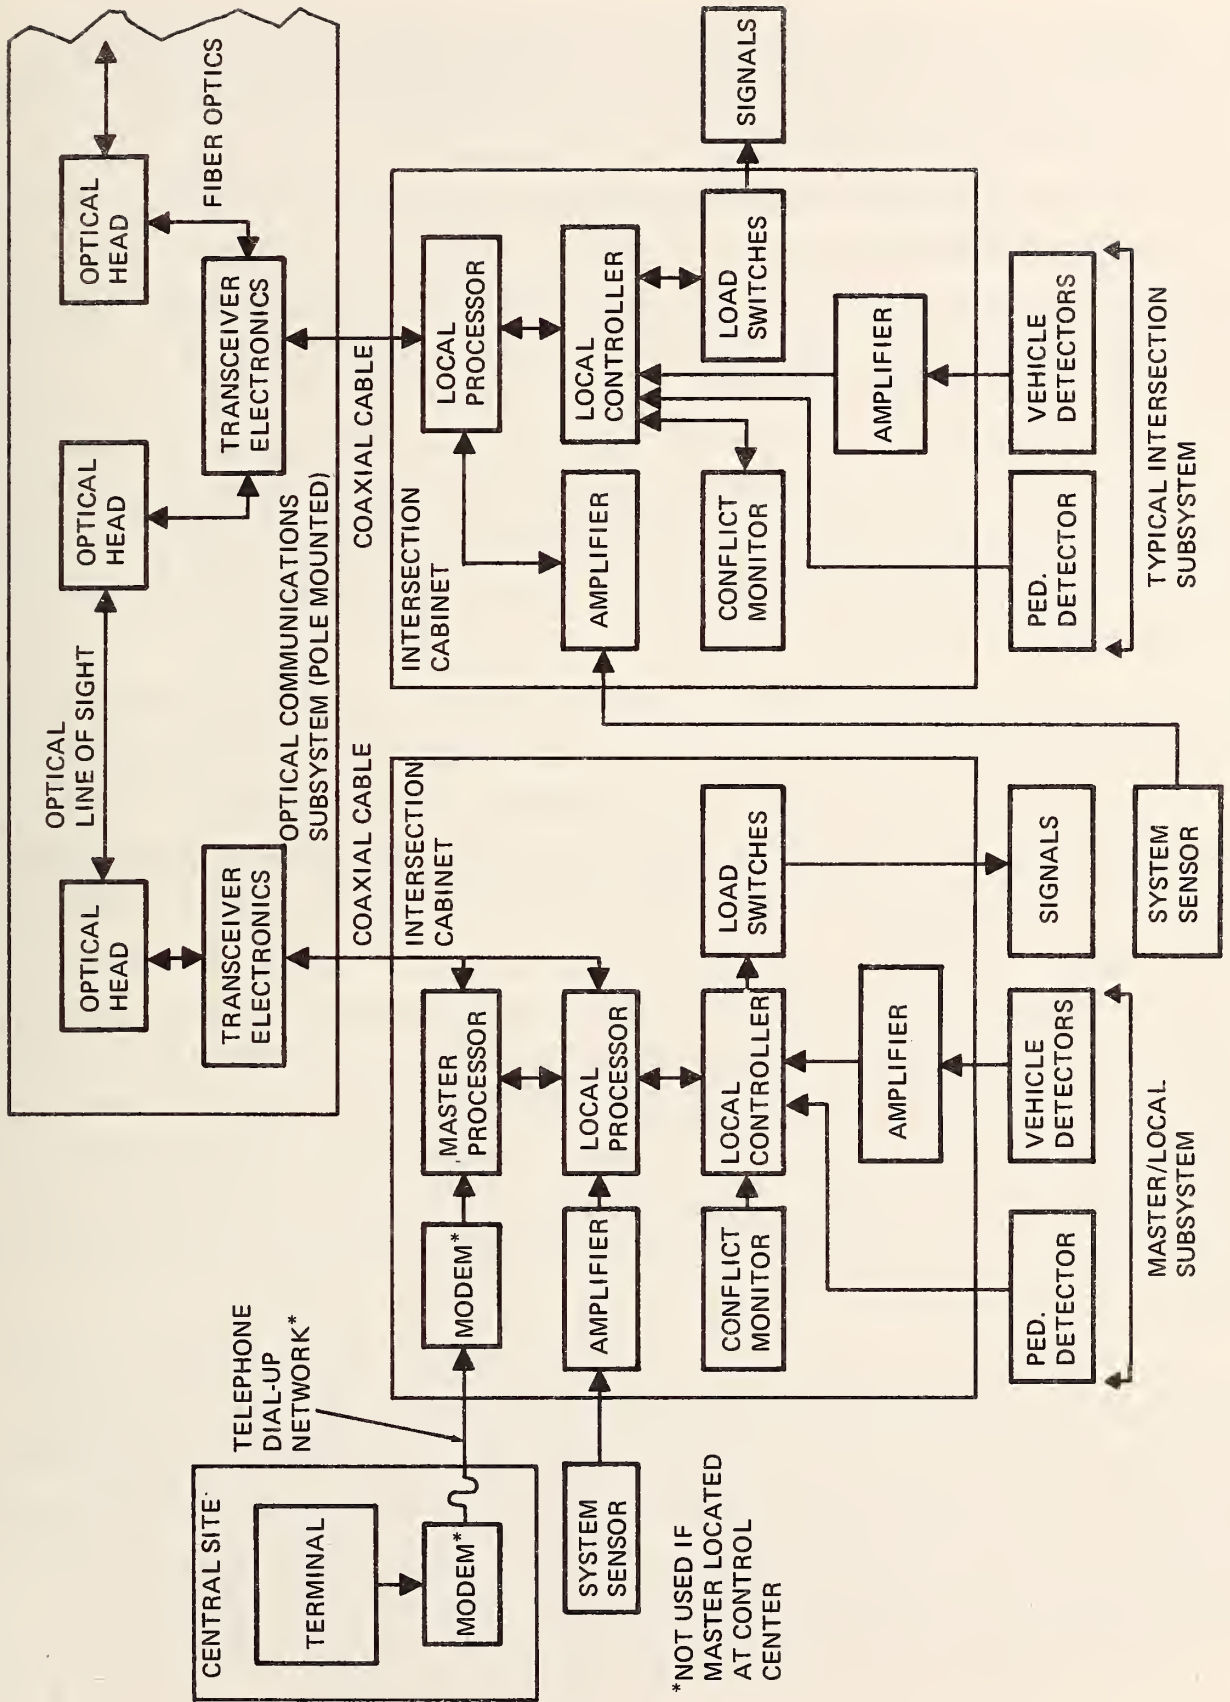 CENTRAL SITE
TERMINAL
MODEM*
TELEPHONE
DIAL-UP
NETWORK*
SYSTEM
SENSOR
*NOT USED IF
MASTER LOCATED
AT CONTROL
CENTER
OPTICAL
HEAD
OPTICAL
LINE OF SIGHT
OPTICAL
HEAD
OPTICAL
HEAD
TRANSCEIVER
ELECTRONICS
OPTICAL COMMUNICATIONS
SUBSYSTEM (POLE MOUNTED)
TRANSCEIVER
ELECTRONICS
FIBER OPTICS
COAXIAL CABLE
COAXIAL CABLE
INTERSECTION
CABINET
MODEM*
MASTER
PROCESSOR
AMPLIFIER
LOCAL
PROCESSOR
CONFLICT
MONITOR
LOCAL
CONTROLLER
LOAD
SWITCHES
AMPLIFIER
PED.
DETECTOR
VEHICLE
DETECTORS
SIGNALS
MASTER/LOCAL
SUBSYSTEM
SYSTEM
SENSOR
INTERSECTION
CABINET
LOCAL
PROCESSOR
AMPLIFIER
LOCAL
CONTROLLER
CONFLICT
MONITOR
LOAD
SWITCHES
SIGNALS
AMPLIFIER
PED.
DETECTOR
VEHICLE
DETECTORS
TYPICAL INTERSECTION
SUBSYSTEM